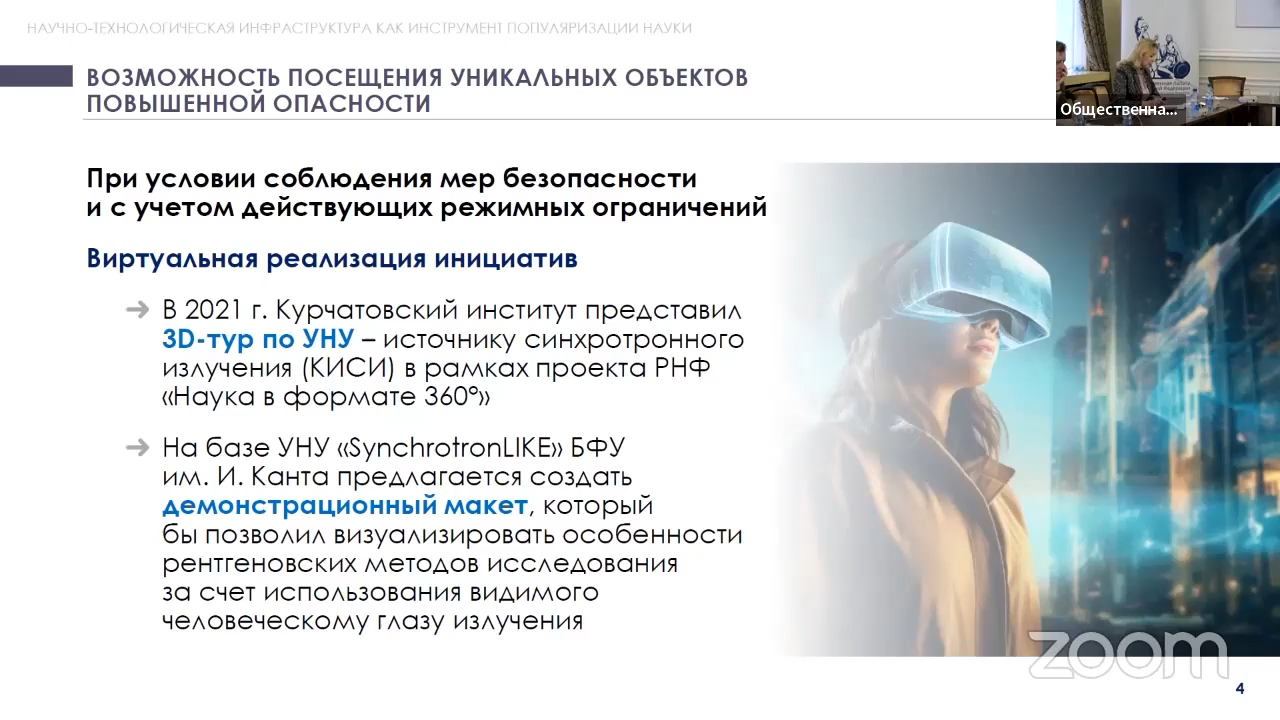 НАУЧНО-ТЕХНОЛОГИЧЕСКАЯ ИНФРАСТРУКТУРА КАК ИНСТРУМЕНТ ПОПУЛЯРИЗАЦИИ НАУКИ
ВОЗМОЖНОСТЬ ПОСЕЩЕНИЯ УНИКАЛЬНЫХ ОБЪЕКТОВ
ПОВЫШЕННОЙ ОПАСНОСТИ
Общественна...
При условии соблюдения мер безопасности
и с учетом действующих режимных ограничений
Виртуальная реализация инициатив
В 2021 г. Курчатовский институт представил
3D-тур по УНУ – источнику синхротронного
излучения (КИСИ) в рамках проекта РНФ
«Наука в формате 360°»
На базе УНУ «SynchrotronLIKE» БФУ
им. И. Канта предлагается создать
демонстрационный макет, который
бы позволил визуализировать особенности
рентгеновских методов исследования
за счет использования видимого
человеческому глазу излучения
zoom
4